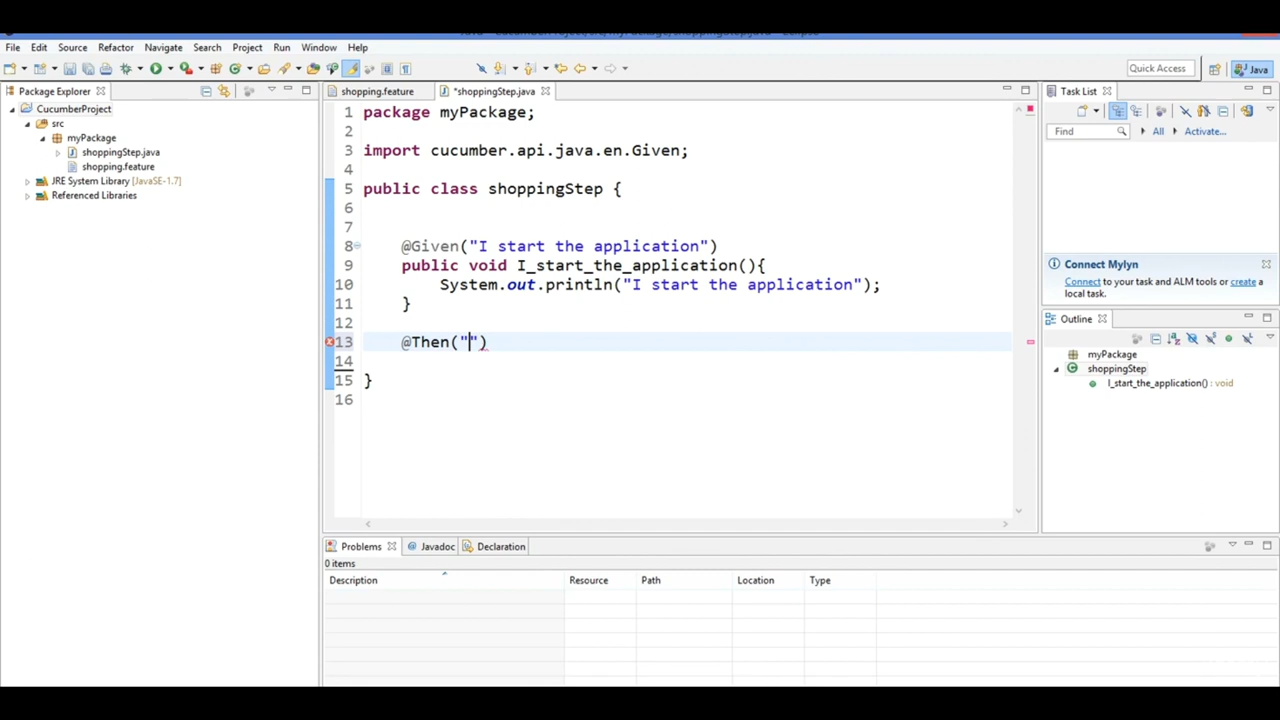 File Edit Source Refactor Navigate Search Project Run Window Help
Quick Access
Java
Package Explorer
CucumberProject
src
myPackage
shoppingStep.java
shopping.feature
JRE System Library [JavaSE-1.7]
Referenced Libraries
shopping.feature
*shoppingStep.java
1 package myPackage;
2
3 import cucumber.api.java.en.Given;
4
5 public class shoppingStep {
6
7
8 @Given("I start the application")
9 public void I_start_the_application(){
10 System.out.println("I start the application");
11 }
12
13 @Then("")
14
15 }
16
Task List
Find All Activate...
Connect Mylyn
Connect to your task and ALM tools or create a
local task.
Outline
myPackage
shoppingStep
I_start_the_application() : void
Problems @ Javadoc Declaration
0 items
Description Resource Path Location Type